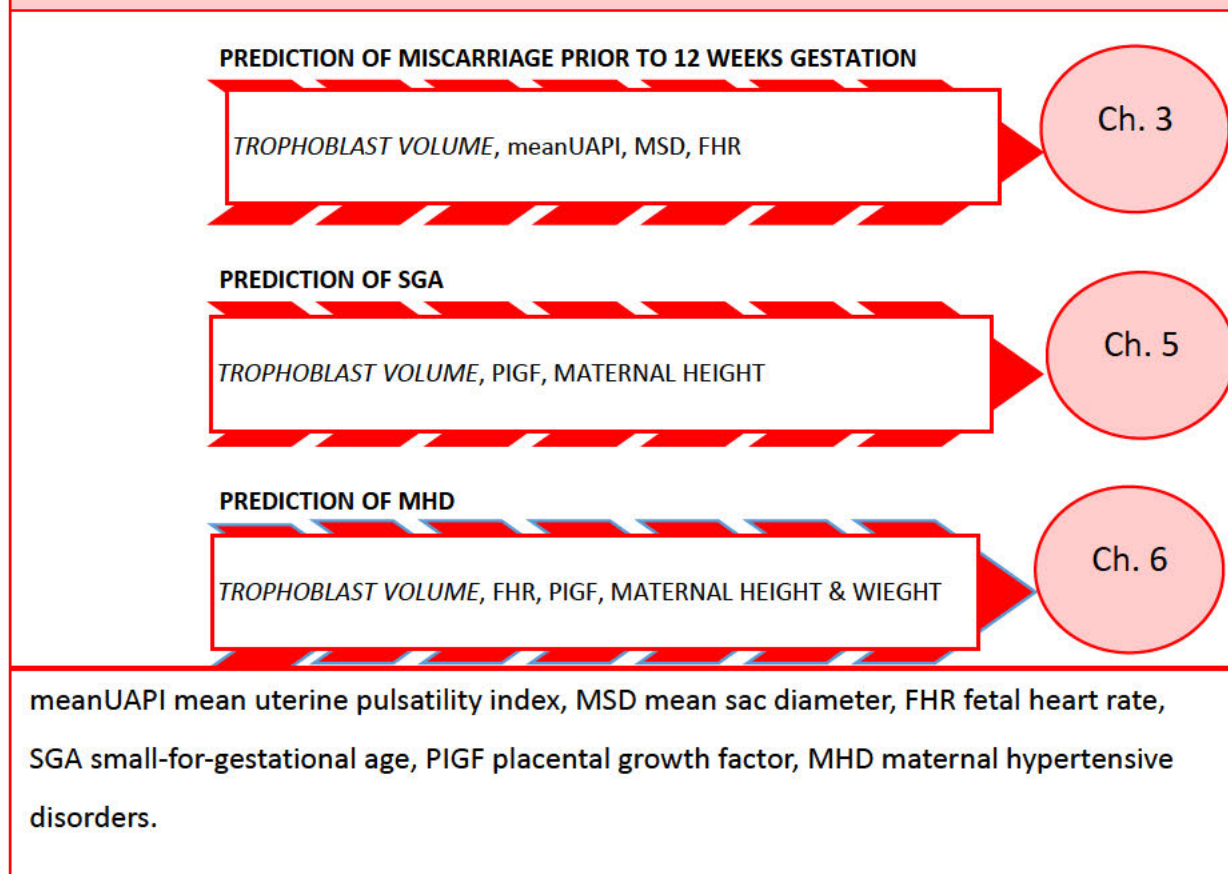 PREDICTION OF MISCARRIAGE PRIOR TO 12 WEEKS GESTATION
TROPHOBLAST VOLUME, meanUAPI, MSD, FHR
Ch. 3
PREDICTION OF SGA
TROPHOBLAST VOLUME, PIGF, MATERNAL HEIGHT
Ch. 5
PREDICTION OF MHD
TROPHOBLAST VOLUME, FHR, PIGF, MATERNAL HEIGHT & WIEGHT
Ch. 6
meanUAPI mean uterine pulsatility index, MSD mean sac diameter, FHR fetal heart rate,
SGA small-for-gestational age, PIGF placental growth factor, MHD maternal hypertensive
disorders.